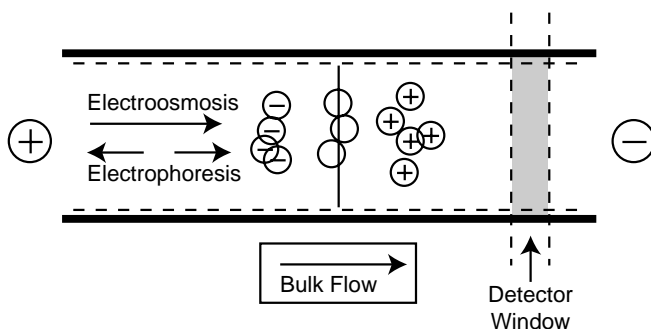 Electroosmosis
Electrophoresis
Bulk Flow
Detector
Window